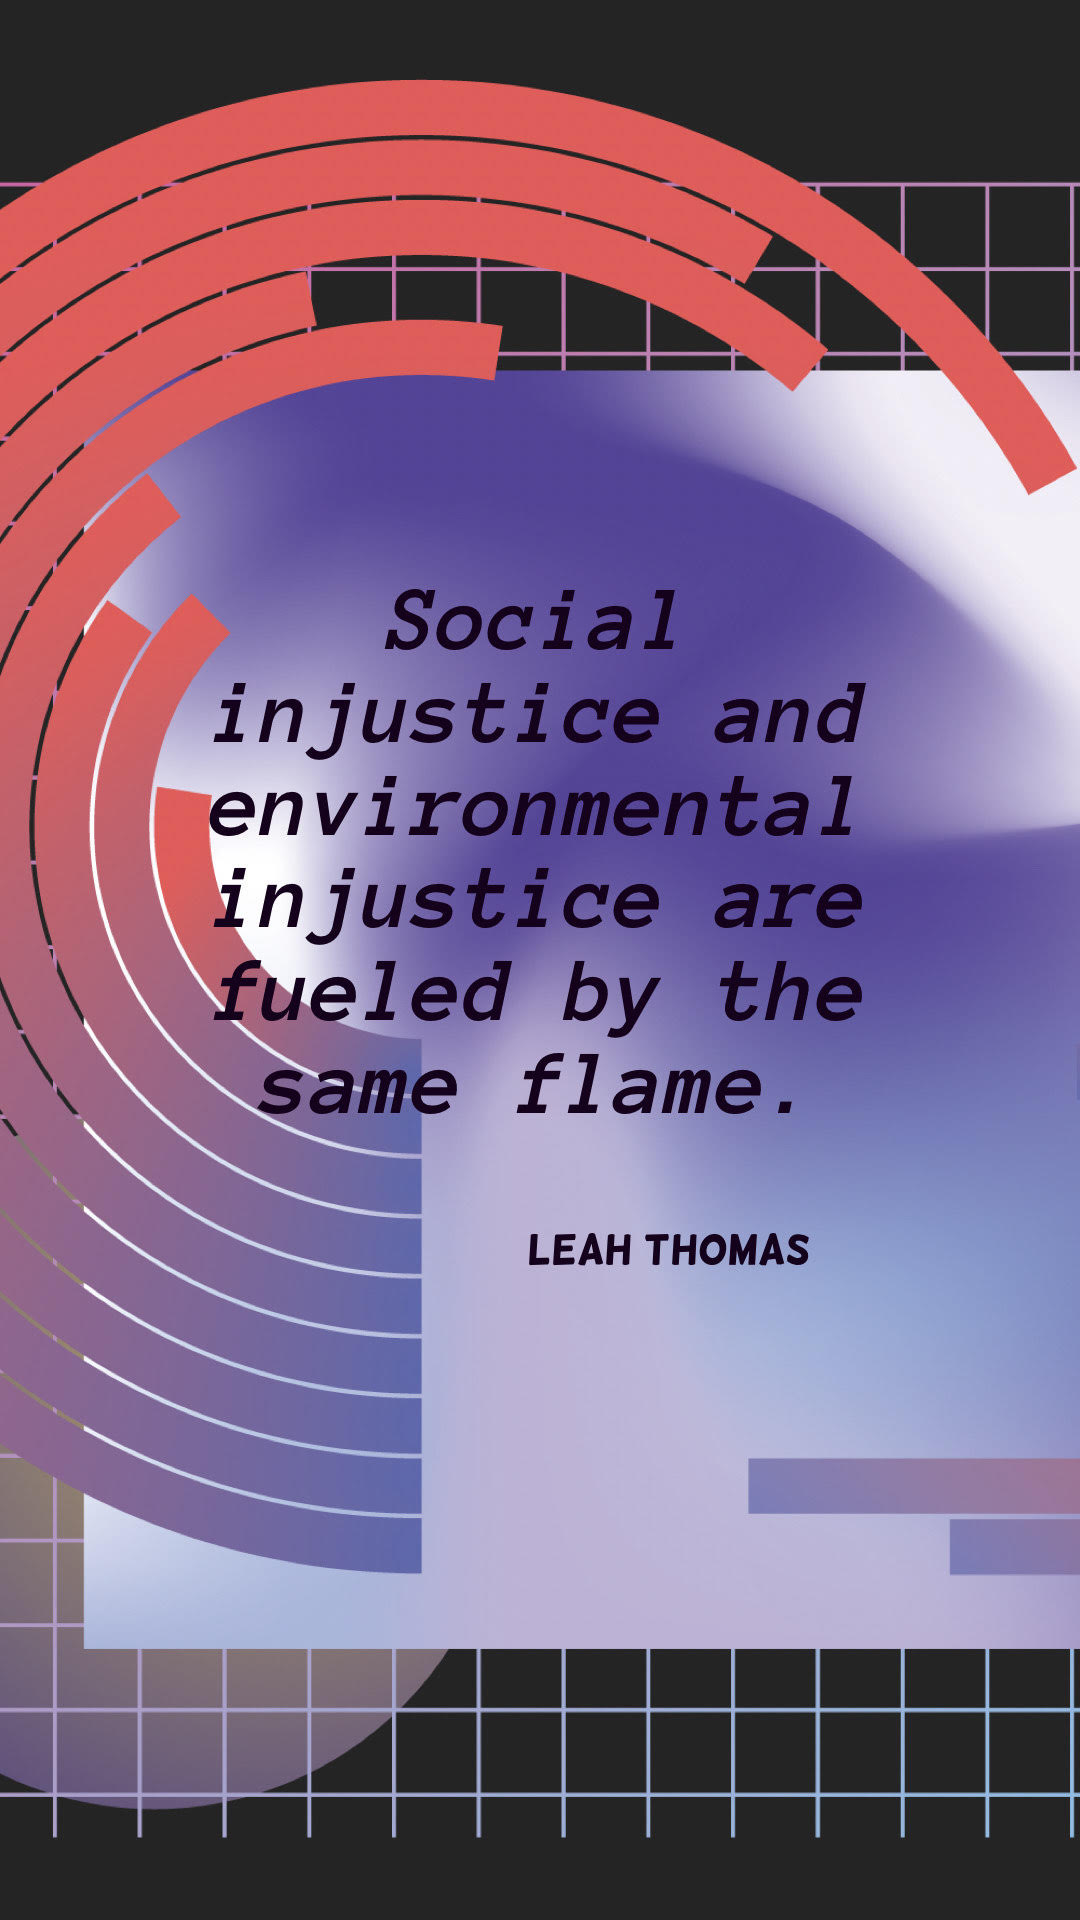 Social
injustice and
environmental
injustice are
fueled by the
same flame.
LEAH THOMAS